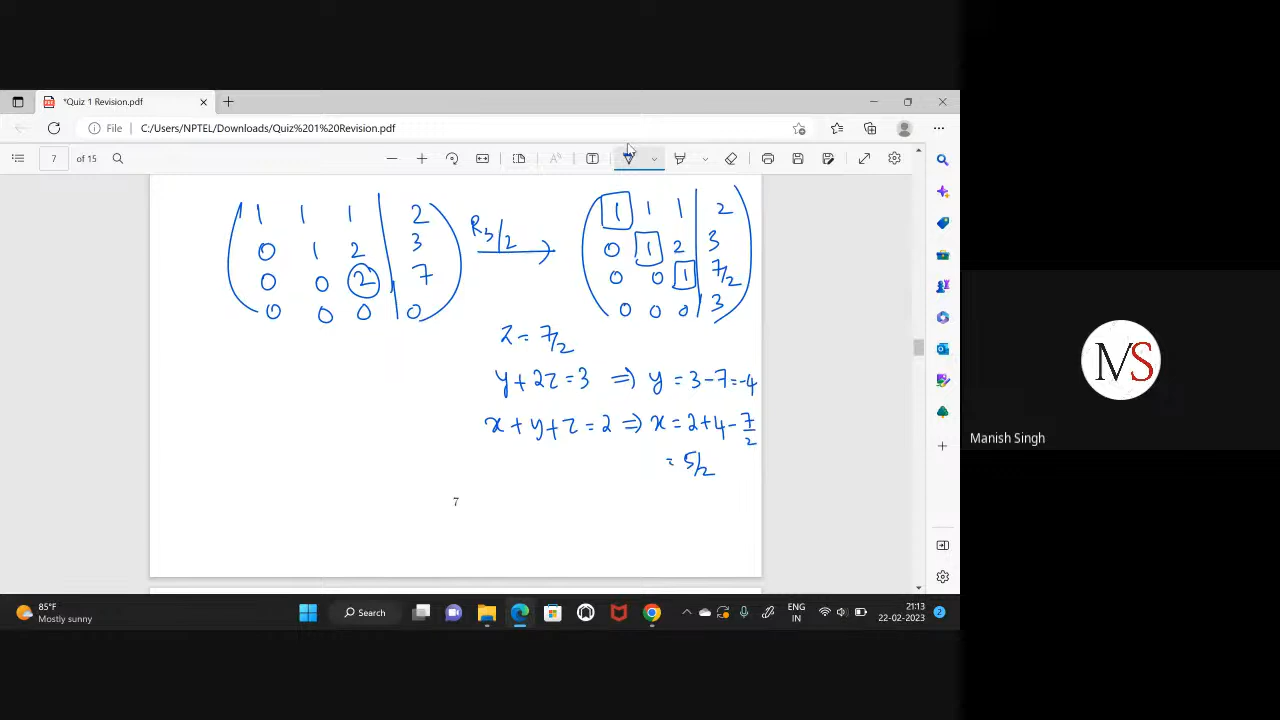 *Quiz 1 Revision.pdf
File C:/Users/NPTEL/Downloads/Quiz%201%20Revision.pdf
7 of 15
1 1 1 | 2
0 1 2 | 3
0 0 2 | 7
0 0 0 | 0
R3/2
1 1 1 | 2
0 1 2 | 3
0 0 1 | 7/2
0 0 0 | 3
z = 7/2
y + 2z = 3 ⇒ y = 3 - 7 = -4
x + y + z = 2 ⇒ x = 2 + 4 - 7/2
= 5/2
7
MS
Manish Singh
85°F
Mostly sunny
Search
ENG
IN
21:13
22-02-2023
2